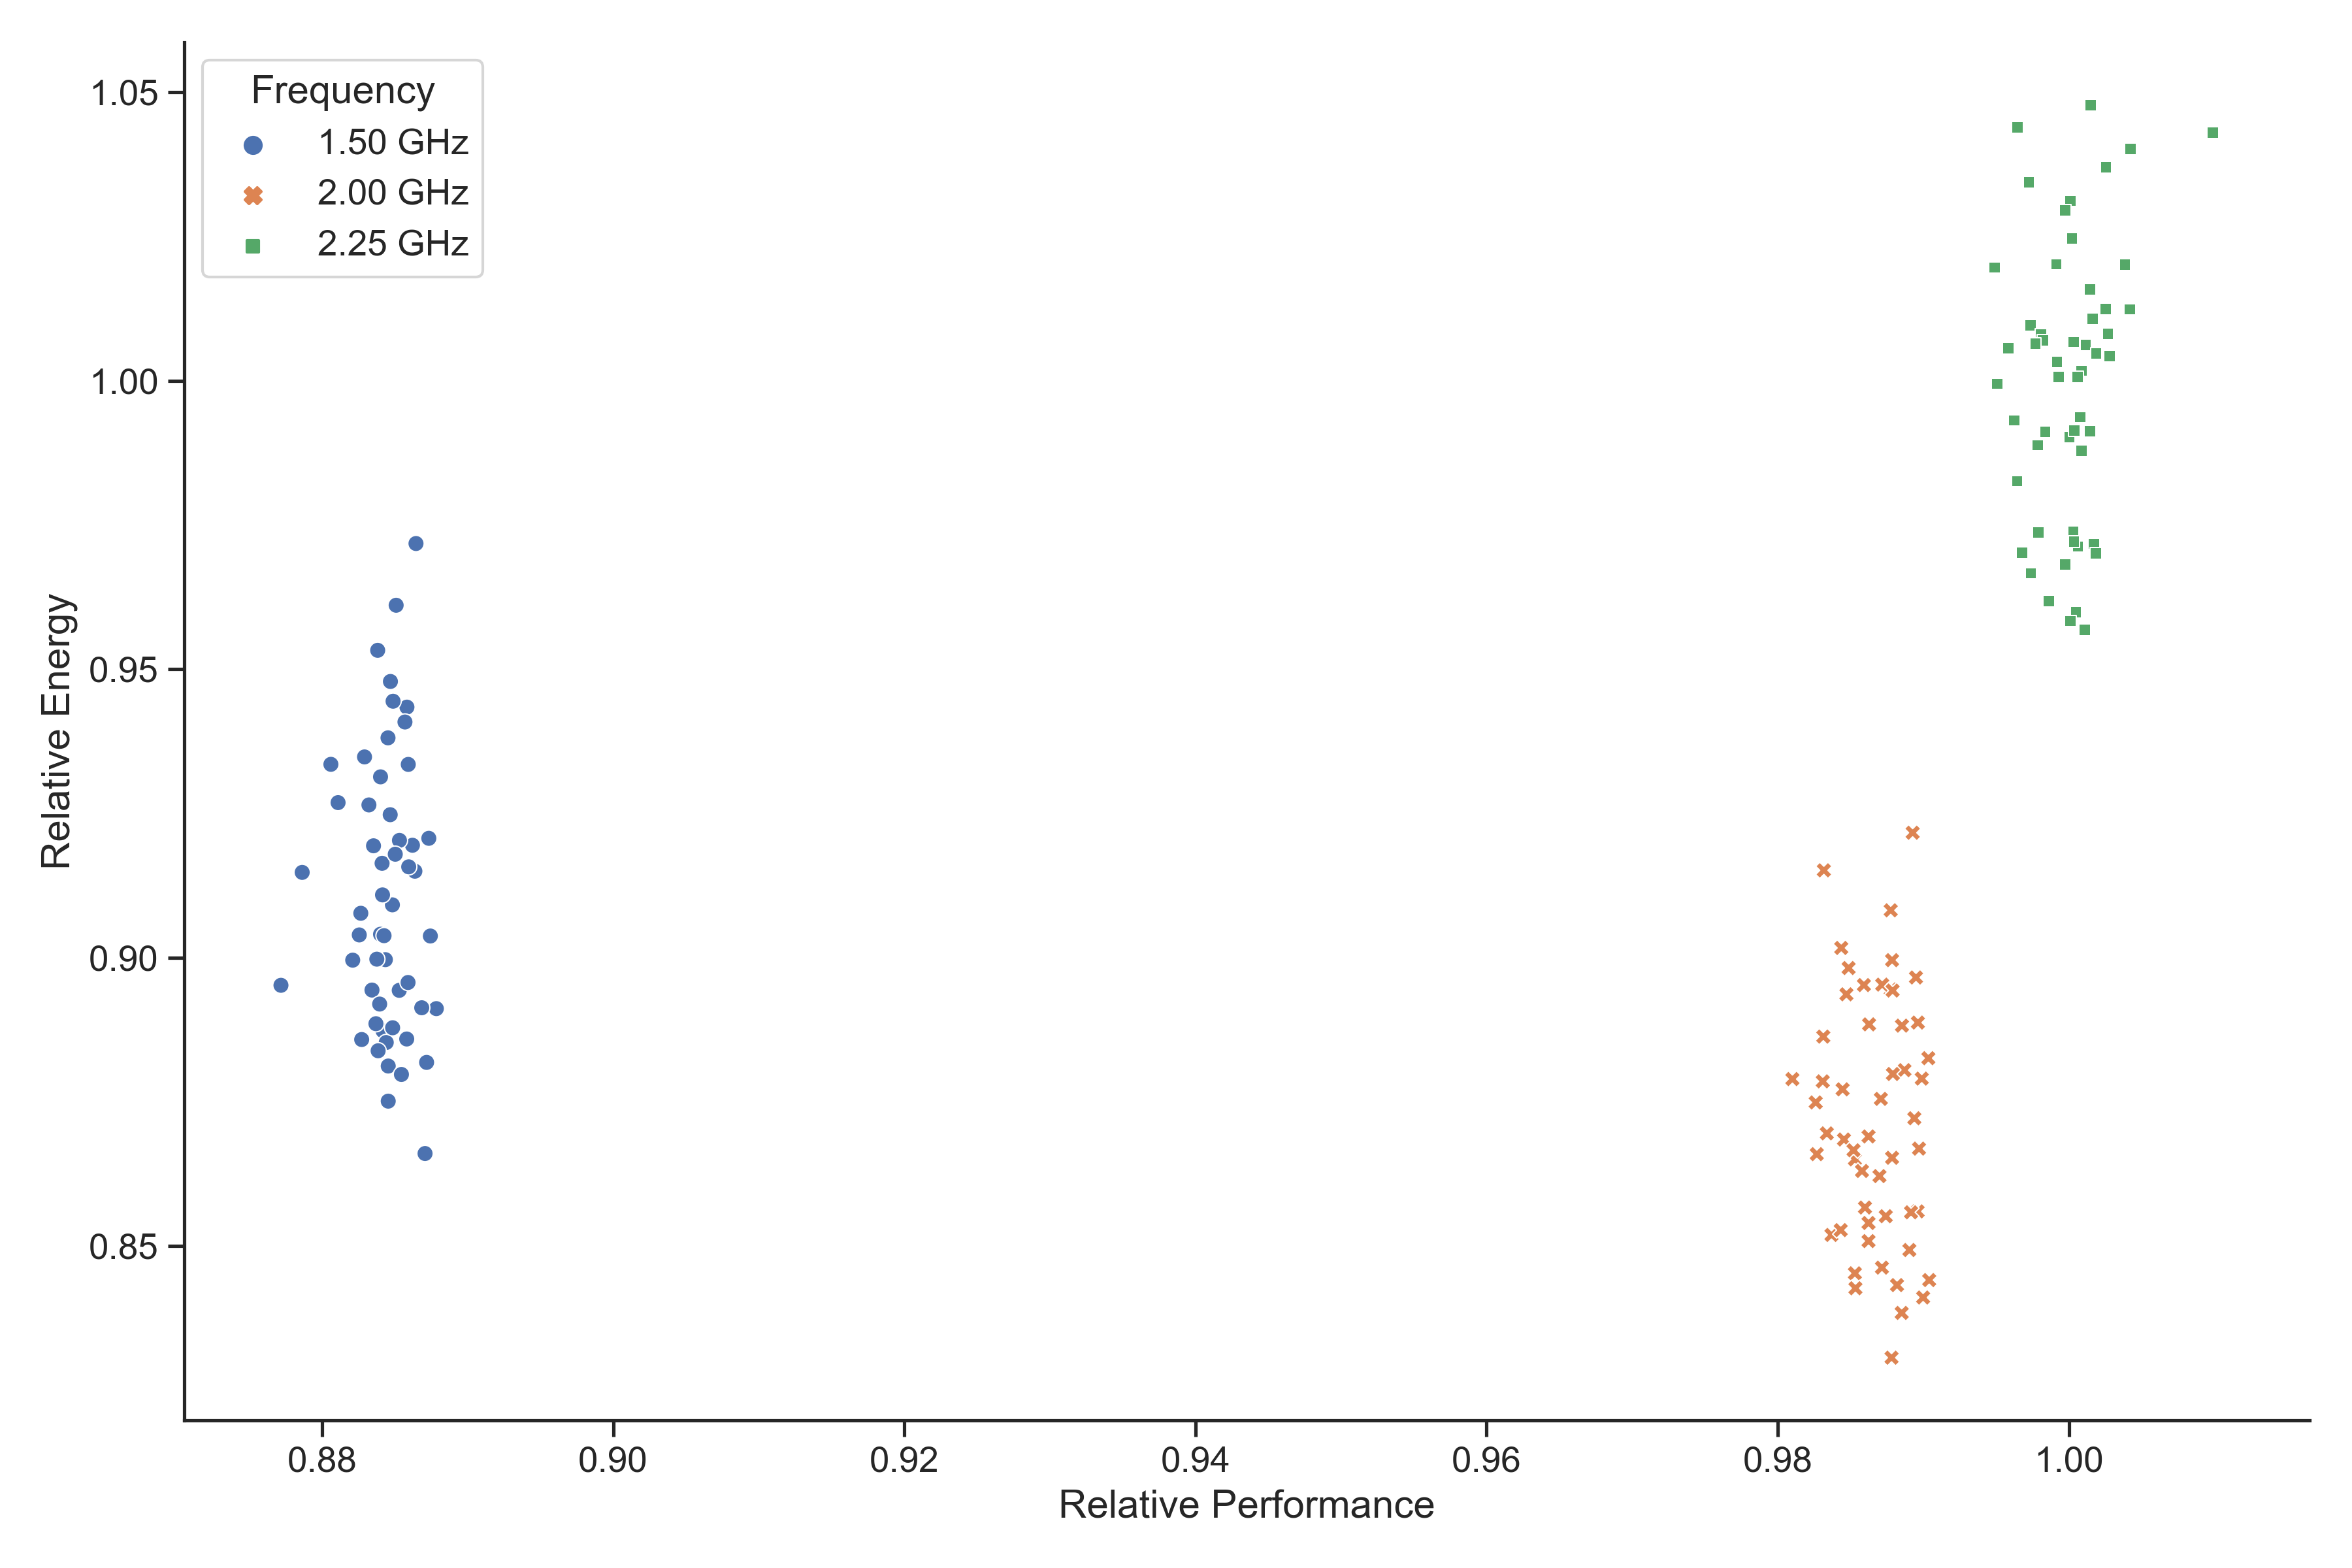 Frequency
1.50 GHz
2.00 GHz
2.25 GHz
Relative Energy
1.05
1.00
0.95
0.90
0.85
0.88
0.90
0.92
0.94
0.96
0.98
1.00
Relative Performance